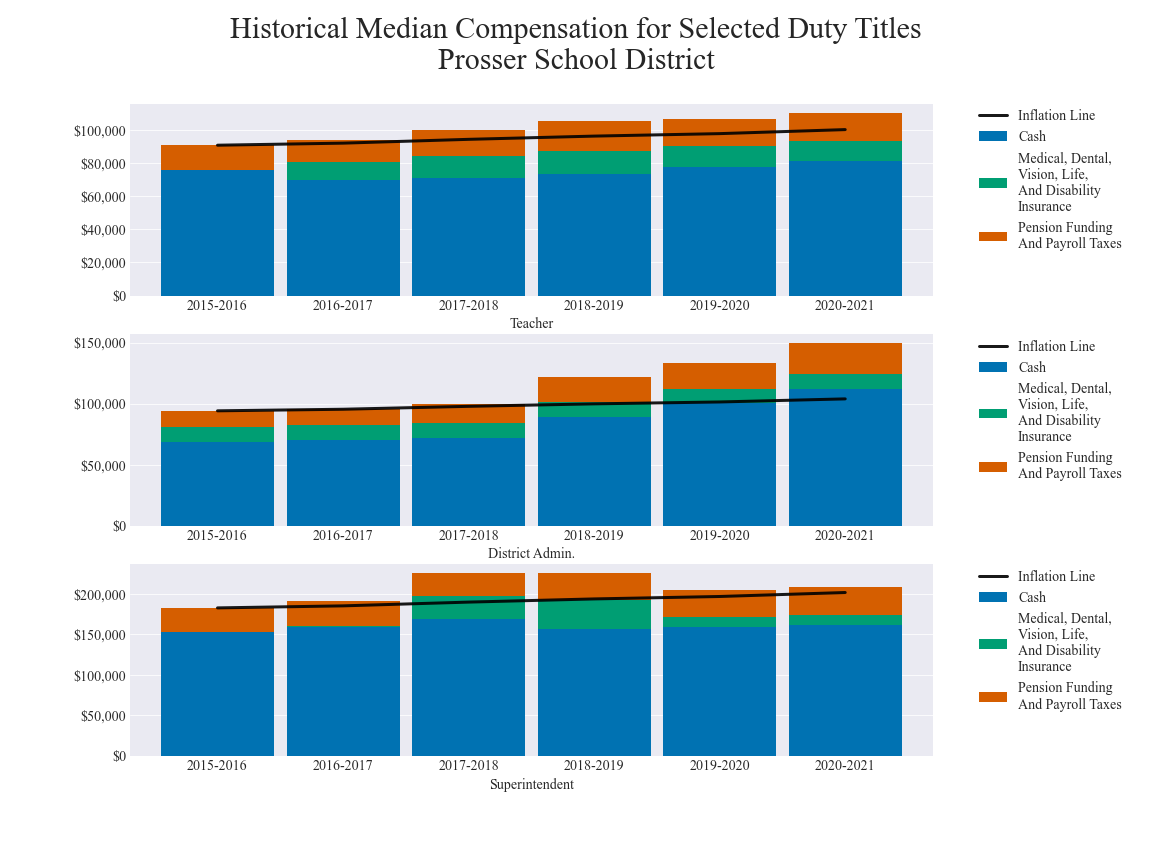 Historical Median Compensation for Selected Duty Titles
Prosser School District
$100,000
$80,000
$60,000
$40,000
$20,000
$0
2015-2016 2016-2017 2017-2018 2018-2019 2019-2020 2020-2021
Teacher
Inflation Line
Cash
Medical, Dental,
Vision, Life,
And Disability
Insurance
Pension Funding
And Payroll Taxes
$150,000
$100,000
$50,000
$0
2015-2016 2016-2017 2017-2018 2018-2019 2019-2020 2020-2021
District Admin.
Inflation Line
Cash
Medical, Dental,
Vision, Life,
And Disability
Insurance
Pension Funding
And Payroll Taxes
$200,000
$150,000
$100,000
$50,000
$0
2015-2016 2016-2017 2017-2018 2018-2019 2019-2020 2020-2021
Superintendent
Inflation Line
Cash
Medical, Dental,
Vision, Life,
And Disability
Insurance
Pension Funding
And Payroll Taxes